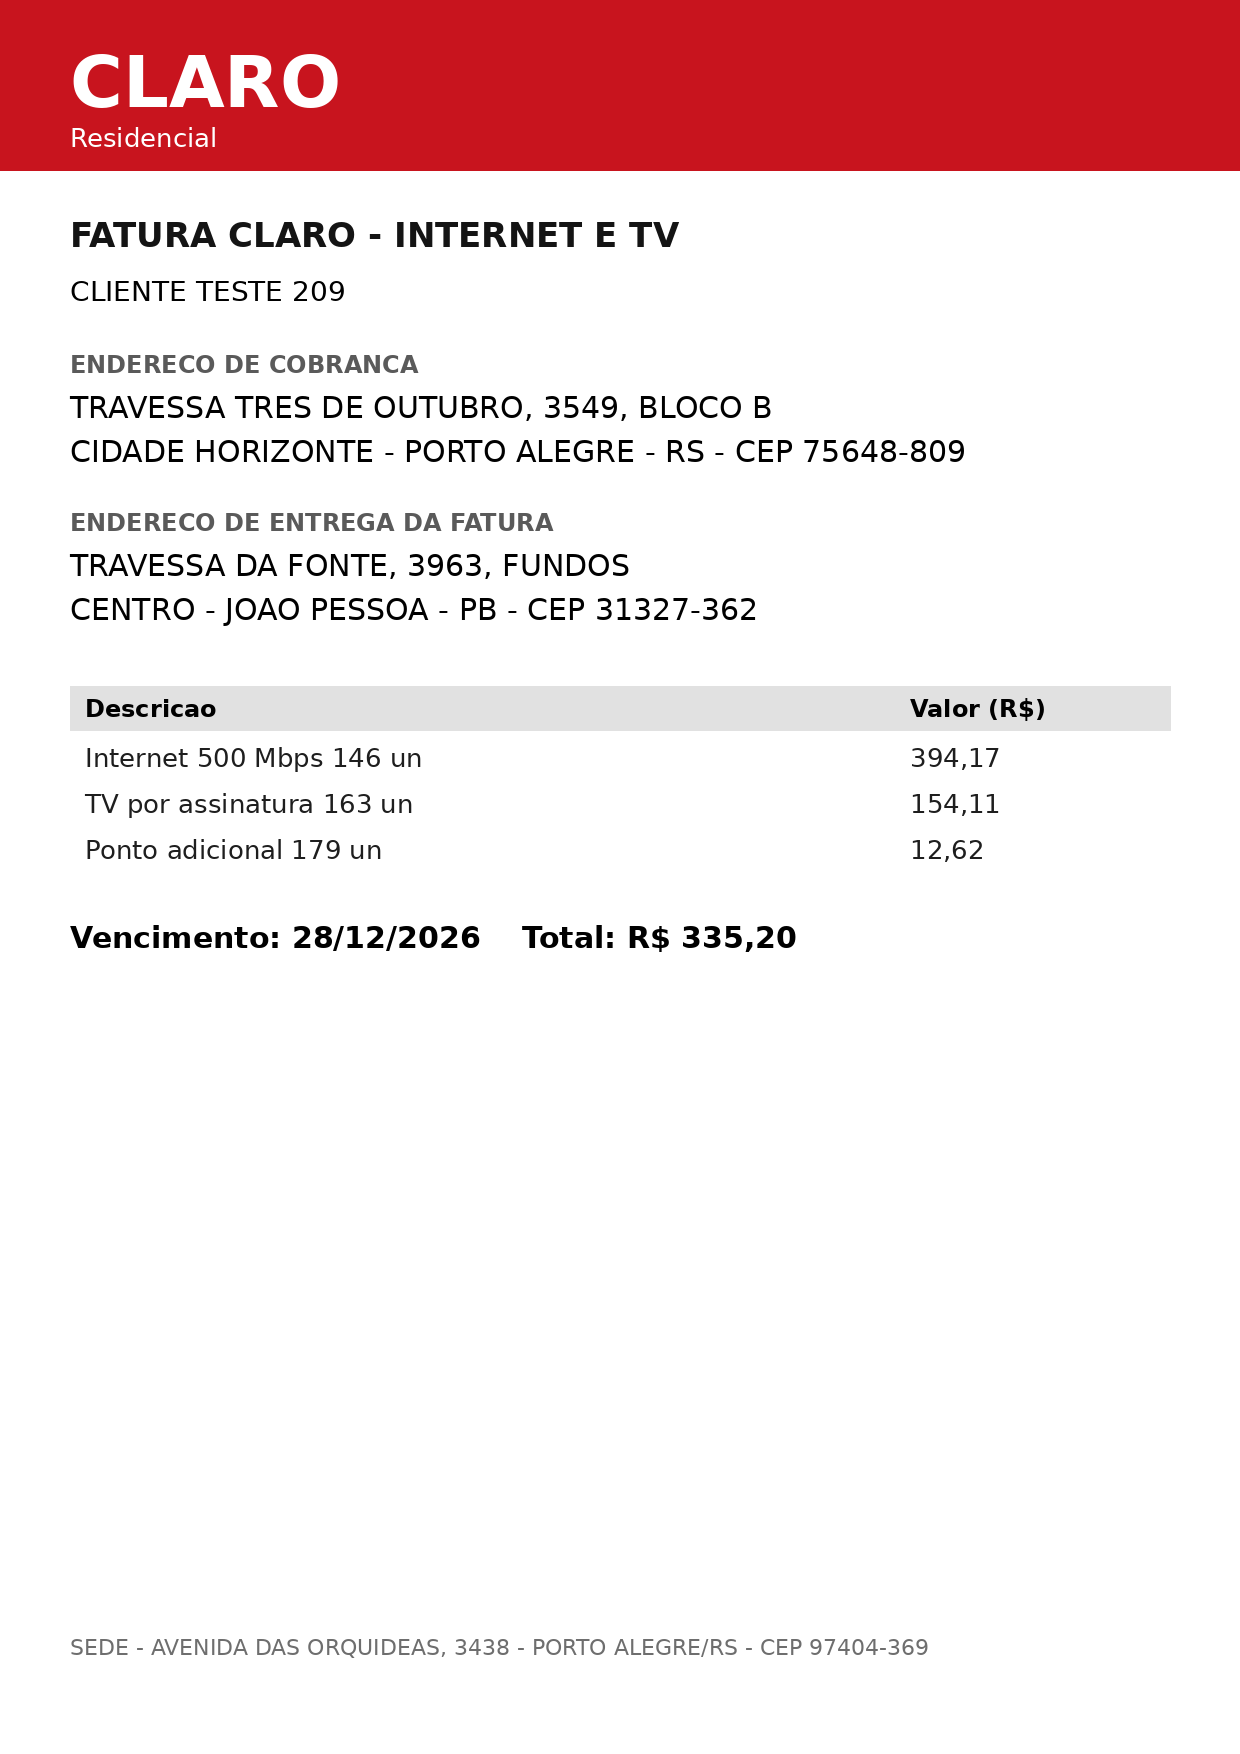 CLARO
Residencial
FATURA CLARO - INTERNET E TV
CLIENTE TESTE 209
ENDERECO DE COBRANCA
TRAVESSA TRES DE OUTUBRO, 3549, BLOCO B
CIDADE HORIZONTE - PORTO ALEGRE - RS - CEP 75648-809
ENDERECO DE ENTREGA DA FATURA
TRAVESSA DA FONTE, 3963, FUNDOS
CENTRO - JOAO PESSOA - PB - CEP 31327-362
Descricao Valor (R$)
Internet 500 Mbps 146 un 394,17
TV por assinatura 163 un 154,11
Ponto adicional 179 un 12,62
Vencimento: 28/12/2026 Total: R$ 335,20
SEDE - AVENIDA DAS ORQUIDEAS, 3438 - PORTO ALEGRE/RS - CEP 97404-369